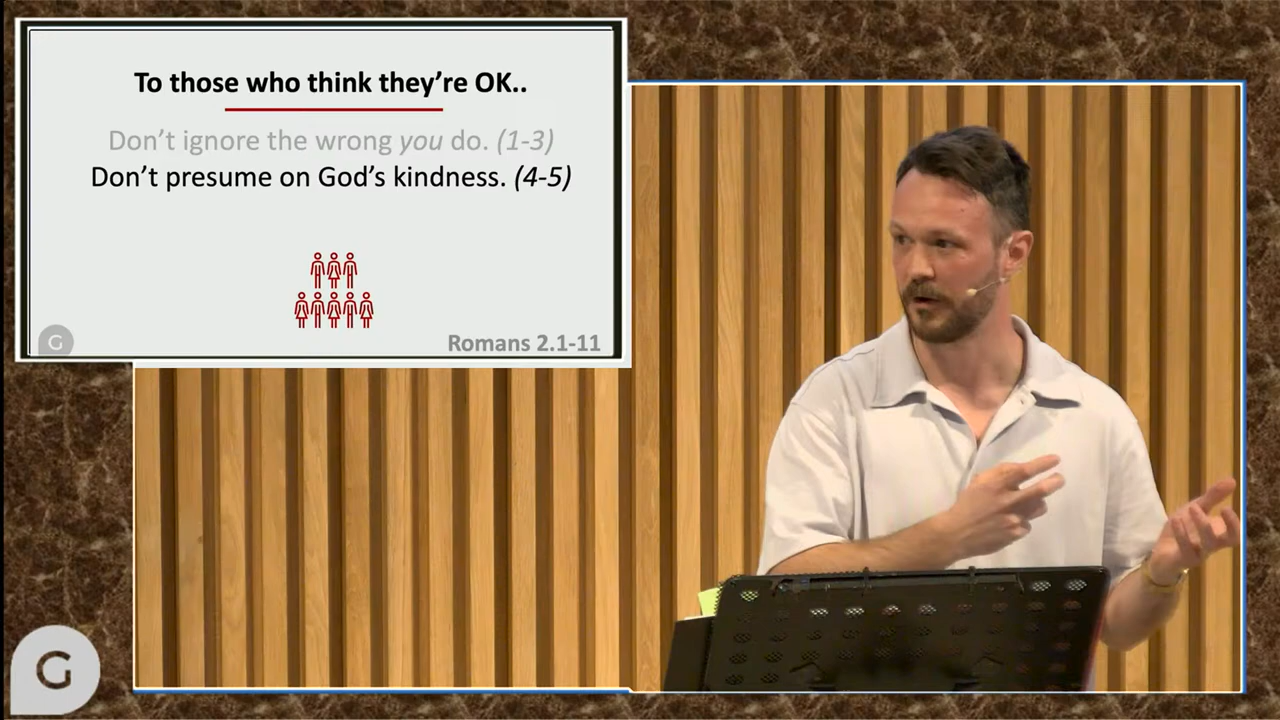 To those who think they’re OK..
Don’t ignore the wrong you do. (1-3)
Don’t presume on God’s kindness. (4-5)
G
Romans 2.1-11
G